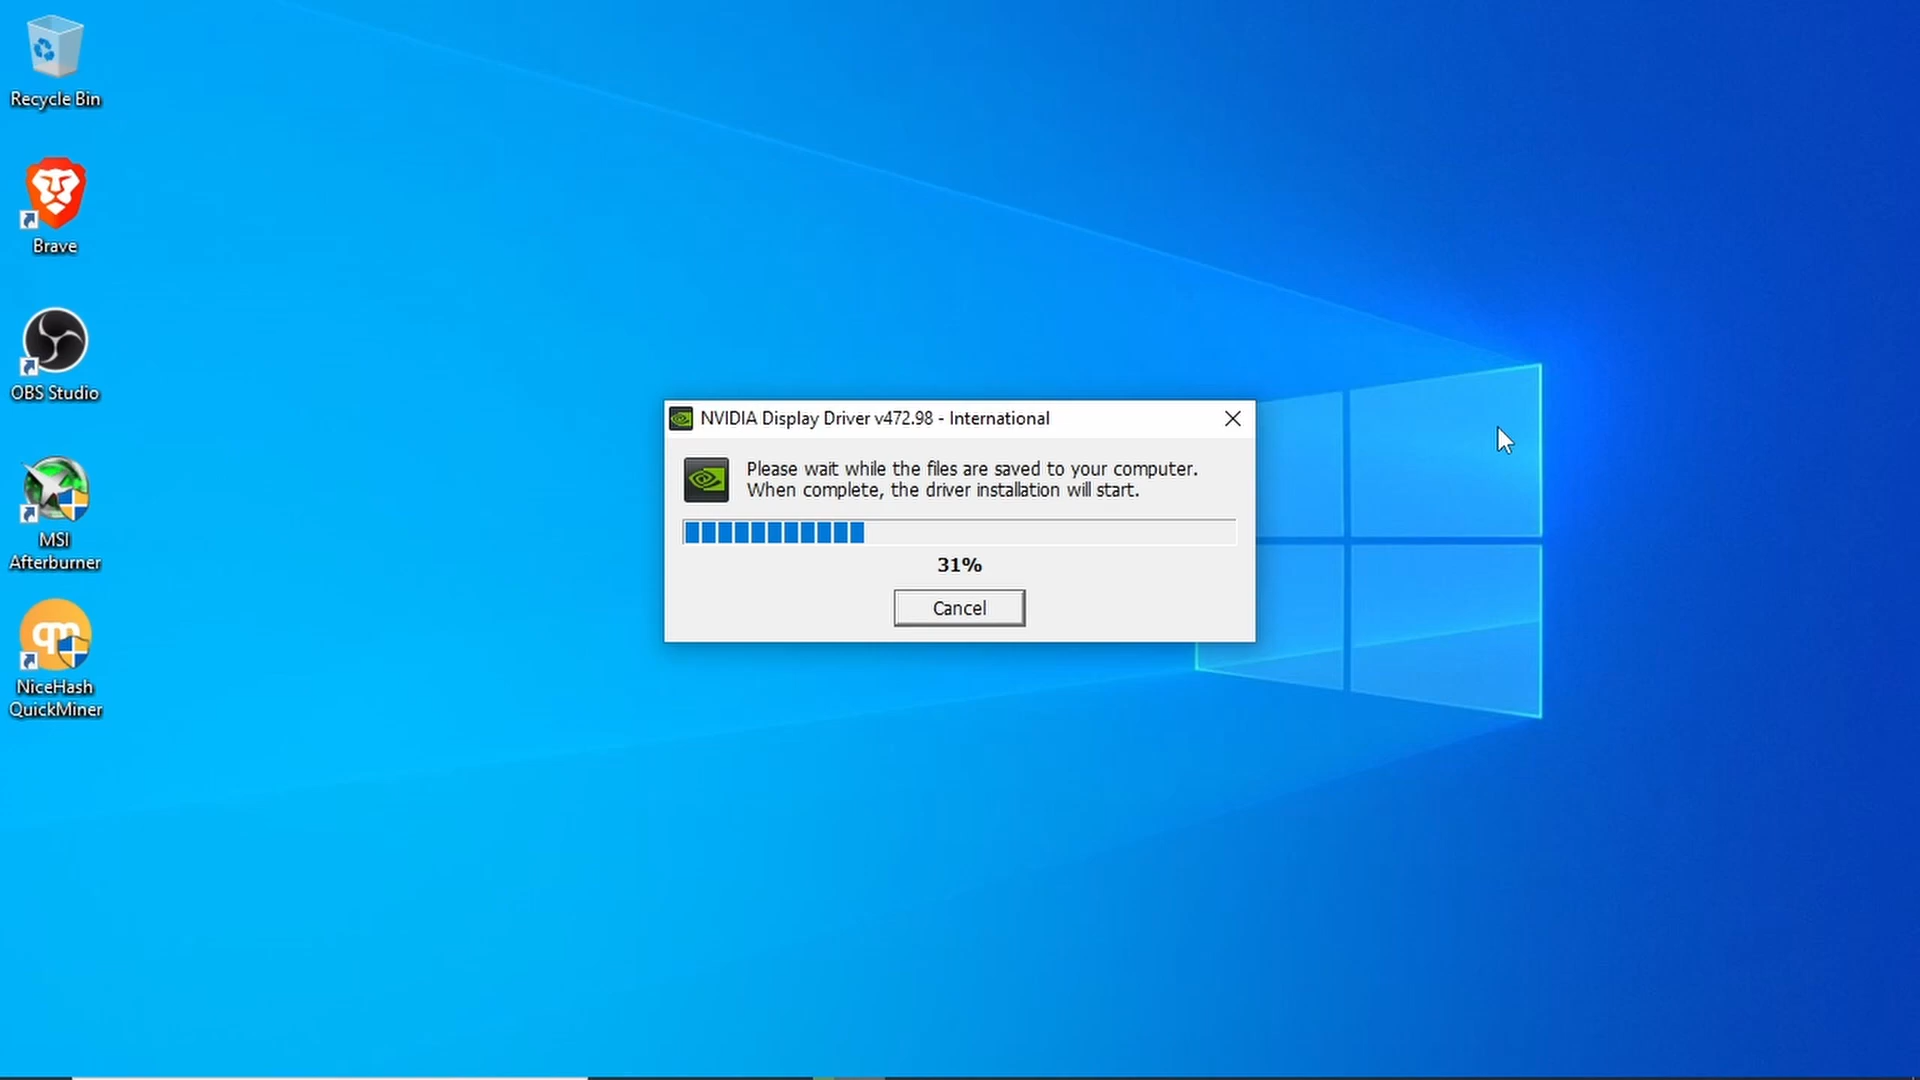 Recycle Bin
Brave
OBS Studio
MSI
Afterburner
qm
NiceHash
QuickMiner
NVIDIA Display Driver v472.98 - International
Please wait while the files are saved to your computer.
When complete, the driver installation will start.
31%
Cancel